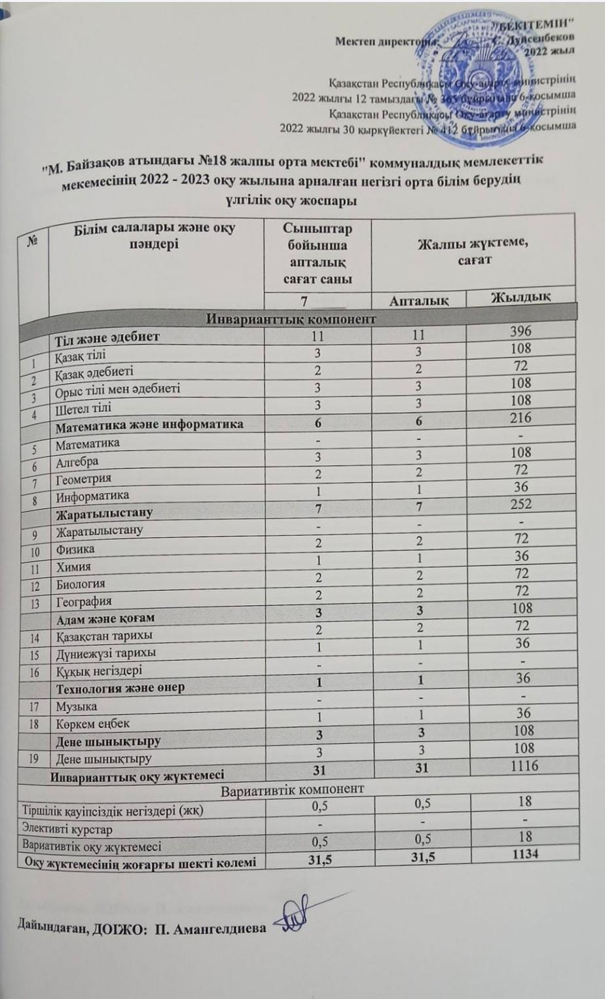 "БЕКІТЕМІН"
Мектеп директоры: С. Дүйсенбеков
2022 жыл
Қазақстан Республикасы Оқу-ағарту министрінің
2022 жылғы 12 тамыздағы № 365 бұйрығына 6-қосымша
Қазақстан Республикасы Оқу-ағарту министрінің
2022 жылғы 30 қыркүйектегі № 412 бұйрығына 6-қосымша
"М. Байзақов атындағы №18 жалпы орта мектебі" коммуналдық мемлекеттік
мекемесінің 2022 - 2023 оқу жылына арналған негізгі орта білім берудің
үлгілік оқу жоспары
№ Білім салалары және оқу пәндері Сыныптар бойынша апталық сағат саны Жалпы жүктеме, сағат
7 Апталық Жылдық
Инварианттық компонент
Тіл және әдебиет 11 11 396
1 Қазақ тілі 3 3 108
2 Қазақ әдебиеті 2 2 72
3 Орыс тілі мен әдебиеті 3 3 108
4 Шетел тілі 3 3 108
Математика және информатика 6 6 216
5 Математика - - -
6 Алгебра 3 3 108
7 Геометрия 2 2 72
8 Информатика 1 1 36
Жаратылыстану 7 7 252
9 Жаратылыстану - - -
10 Физика 2 2 72
11 Химия 1 1 36
12 Биология 2 2 72
13 География 2 2 72
Адам және қоғам 3 3 108
14 Қазақстан тарихы 2 2 72
15 Дүниежүзі тарихы 1 1 36
16 Құқық негіздері - - -
Технология және өнер 1 1 36
17 Музыка - - -
18 Көркем еңбек 1 1 36
Дене шынықтыру 3 3 108
19 Дене шынықтыру 3 3 108
Инварианттық оқу жүктемесі 31 31 1116
Вариативтік компонент
Тіршілік қауіпсіздік негіздері (жк) 0,5 0,5 18
Элективті курстар - - -
Вариативтік оқу жүктемесі 0,5 0,5 18
Оқу жүктемесінің жоғарғы шекті көлемі 31,5 31,5 1134
Дайындаған, ДОІЖО: П. Амангелдиева